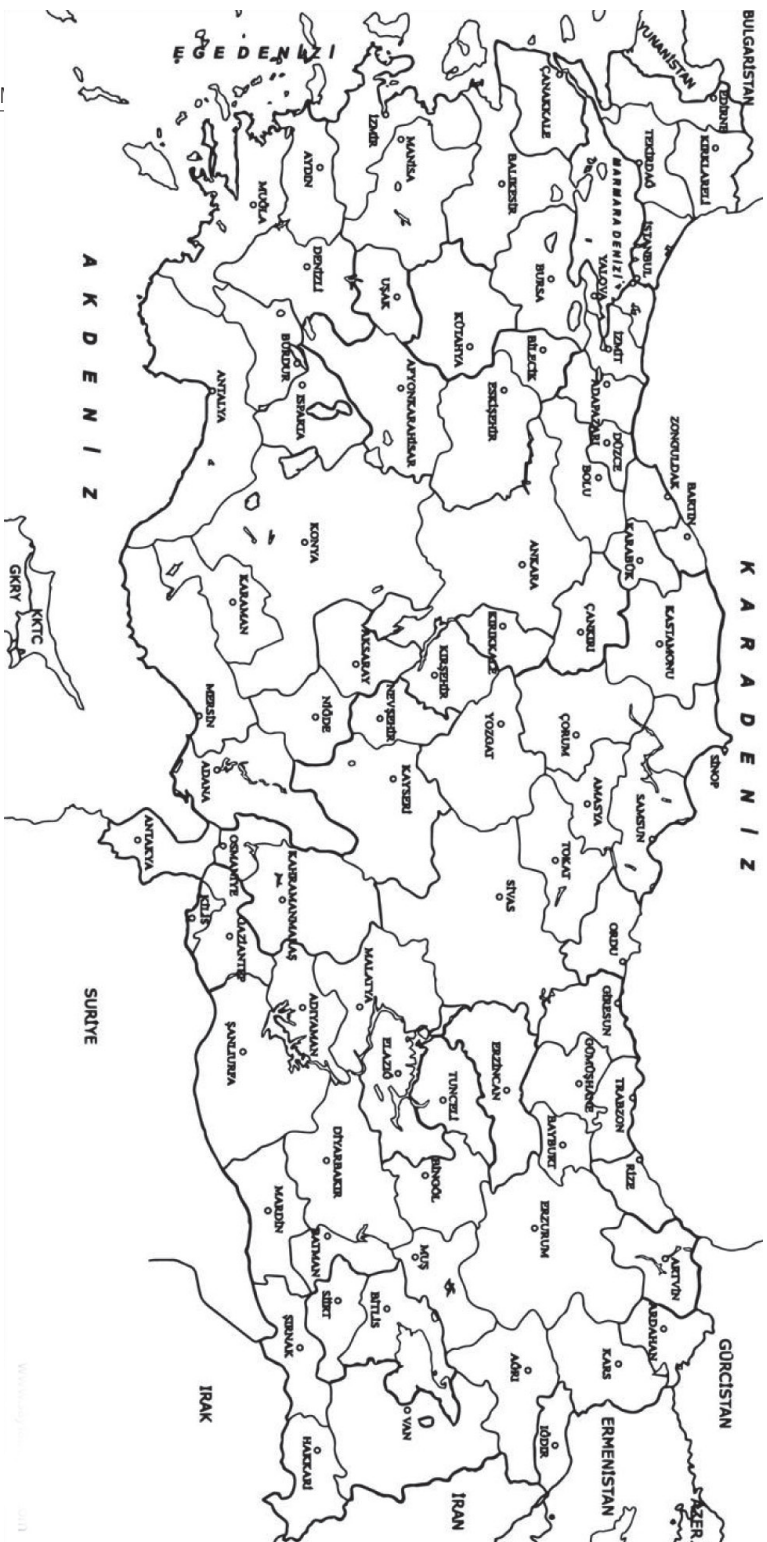 BULGARİSTAN
YUNANİSTAN
EDİRNE
KIRKLARELİ
TEKİRDAĞ
İSTANBUL
MARMARA DENİZİ
YALOVA
İZMİT
ADAPAZARI
DÜZCE
BOLU
ZONGULDAK
BARTIN
KARABÜK
KASTAMONU
ÇANKIRI
SİNOP
SAMSUN
ÇORUM
AMASYA
TOKAT
ORDU
GİRESUN
GÜMÜŞHANE
TRABZON
BAYBURT
RİZE
ARTVİN
ARDAHAN
KARS
IĞDIR
AĞRI
ERZURUM
ERZİNCAN
SİVAS
YOZGAT
KIRIKKALE
KIRŞEHİR
ANKARA
ESKİŞEHİR
BİLECİK
BURSA
BALIKESİR
ÇANAKKALE
KÜTAHYA
MANİSA
İZMİR
UŞAK
AFYONKARAHİSAR
AYDIN
DENİZLİ
MUĞLA
BURDUR
ISPARTA
ANTALYA
KONYA
KARAMAN
AKSARAY
NEVŞEHİR
NİĞDE
KAYSERİ
MERSİN
ADANA
OSMANİYE
ANTAKYA
KAHRAMANMARAŞ
KİLİS
GAZİANTEP
MALATYA
ADIYAMAN
ŞANLIURFA
ELAZIĞ
TUNCELİ
BİNGÖL
DİYARBAKIR
MARDİN
MUŞ
BATMAN
BİTLİS
SİİRT
ŞIRNAK
VAN
D
HAKKARİ
KARADENİZ
EGE DENİZİ
AKDENİZ
GKRY
KKTC
SURİYE
IRAK
İRAN
ERMENİSTAN
GÜRCİSTAN
AZER.